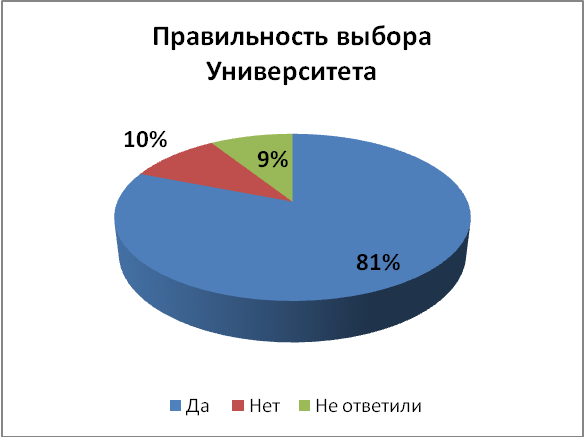 Правильность выбора
Университета
10%
9%
81%
Да Нет Не ответили